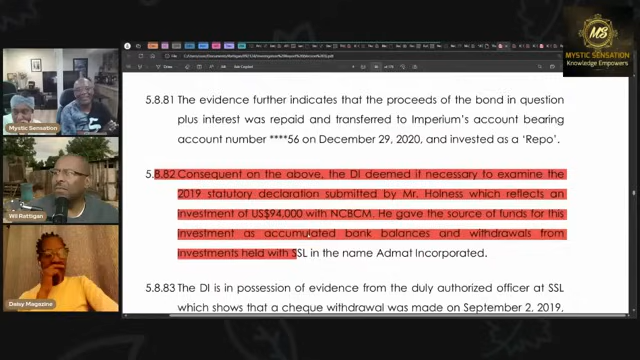 MS
MYSTIC SENSATION
Knowledge Empowers
Mystic Sensation
Wil Rattigan
Daisy Magazine
5.8.81 The evidence further indicates that the proceeds of the bond in question
plus interest was repaid and transferred to Imperium's account bearing
account number ****56 on December 29, 2020, and invested as a 'Repo'.
5.8.82 Consequent on the above, the DI deemed it necessary to examine the
2019 statutory declaration submitted by Mr. Holness which reflects an
investment of US$94,000 with NCBCM. He gave the source of funds for this
investment as accumulated bank balances and withdrawals from
investments held with SSL in the name Admat Incorporated.
5.8.83 The DI is in possession of evidence from the duly authorized officer at SSL
which shows that a cheque withdrawal was made on September 2, 2019,